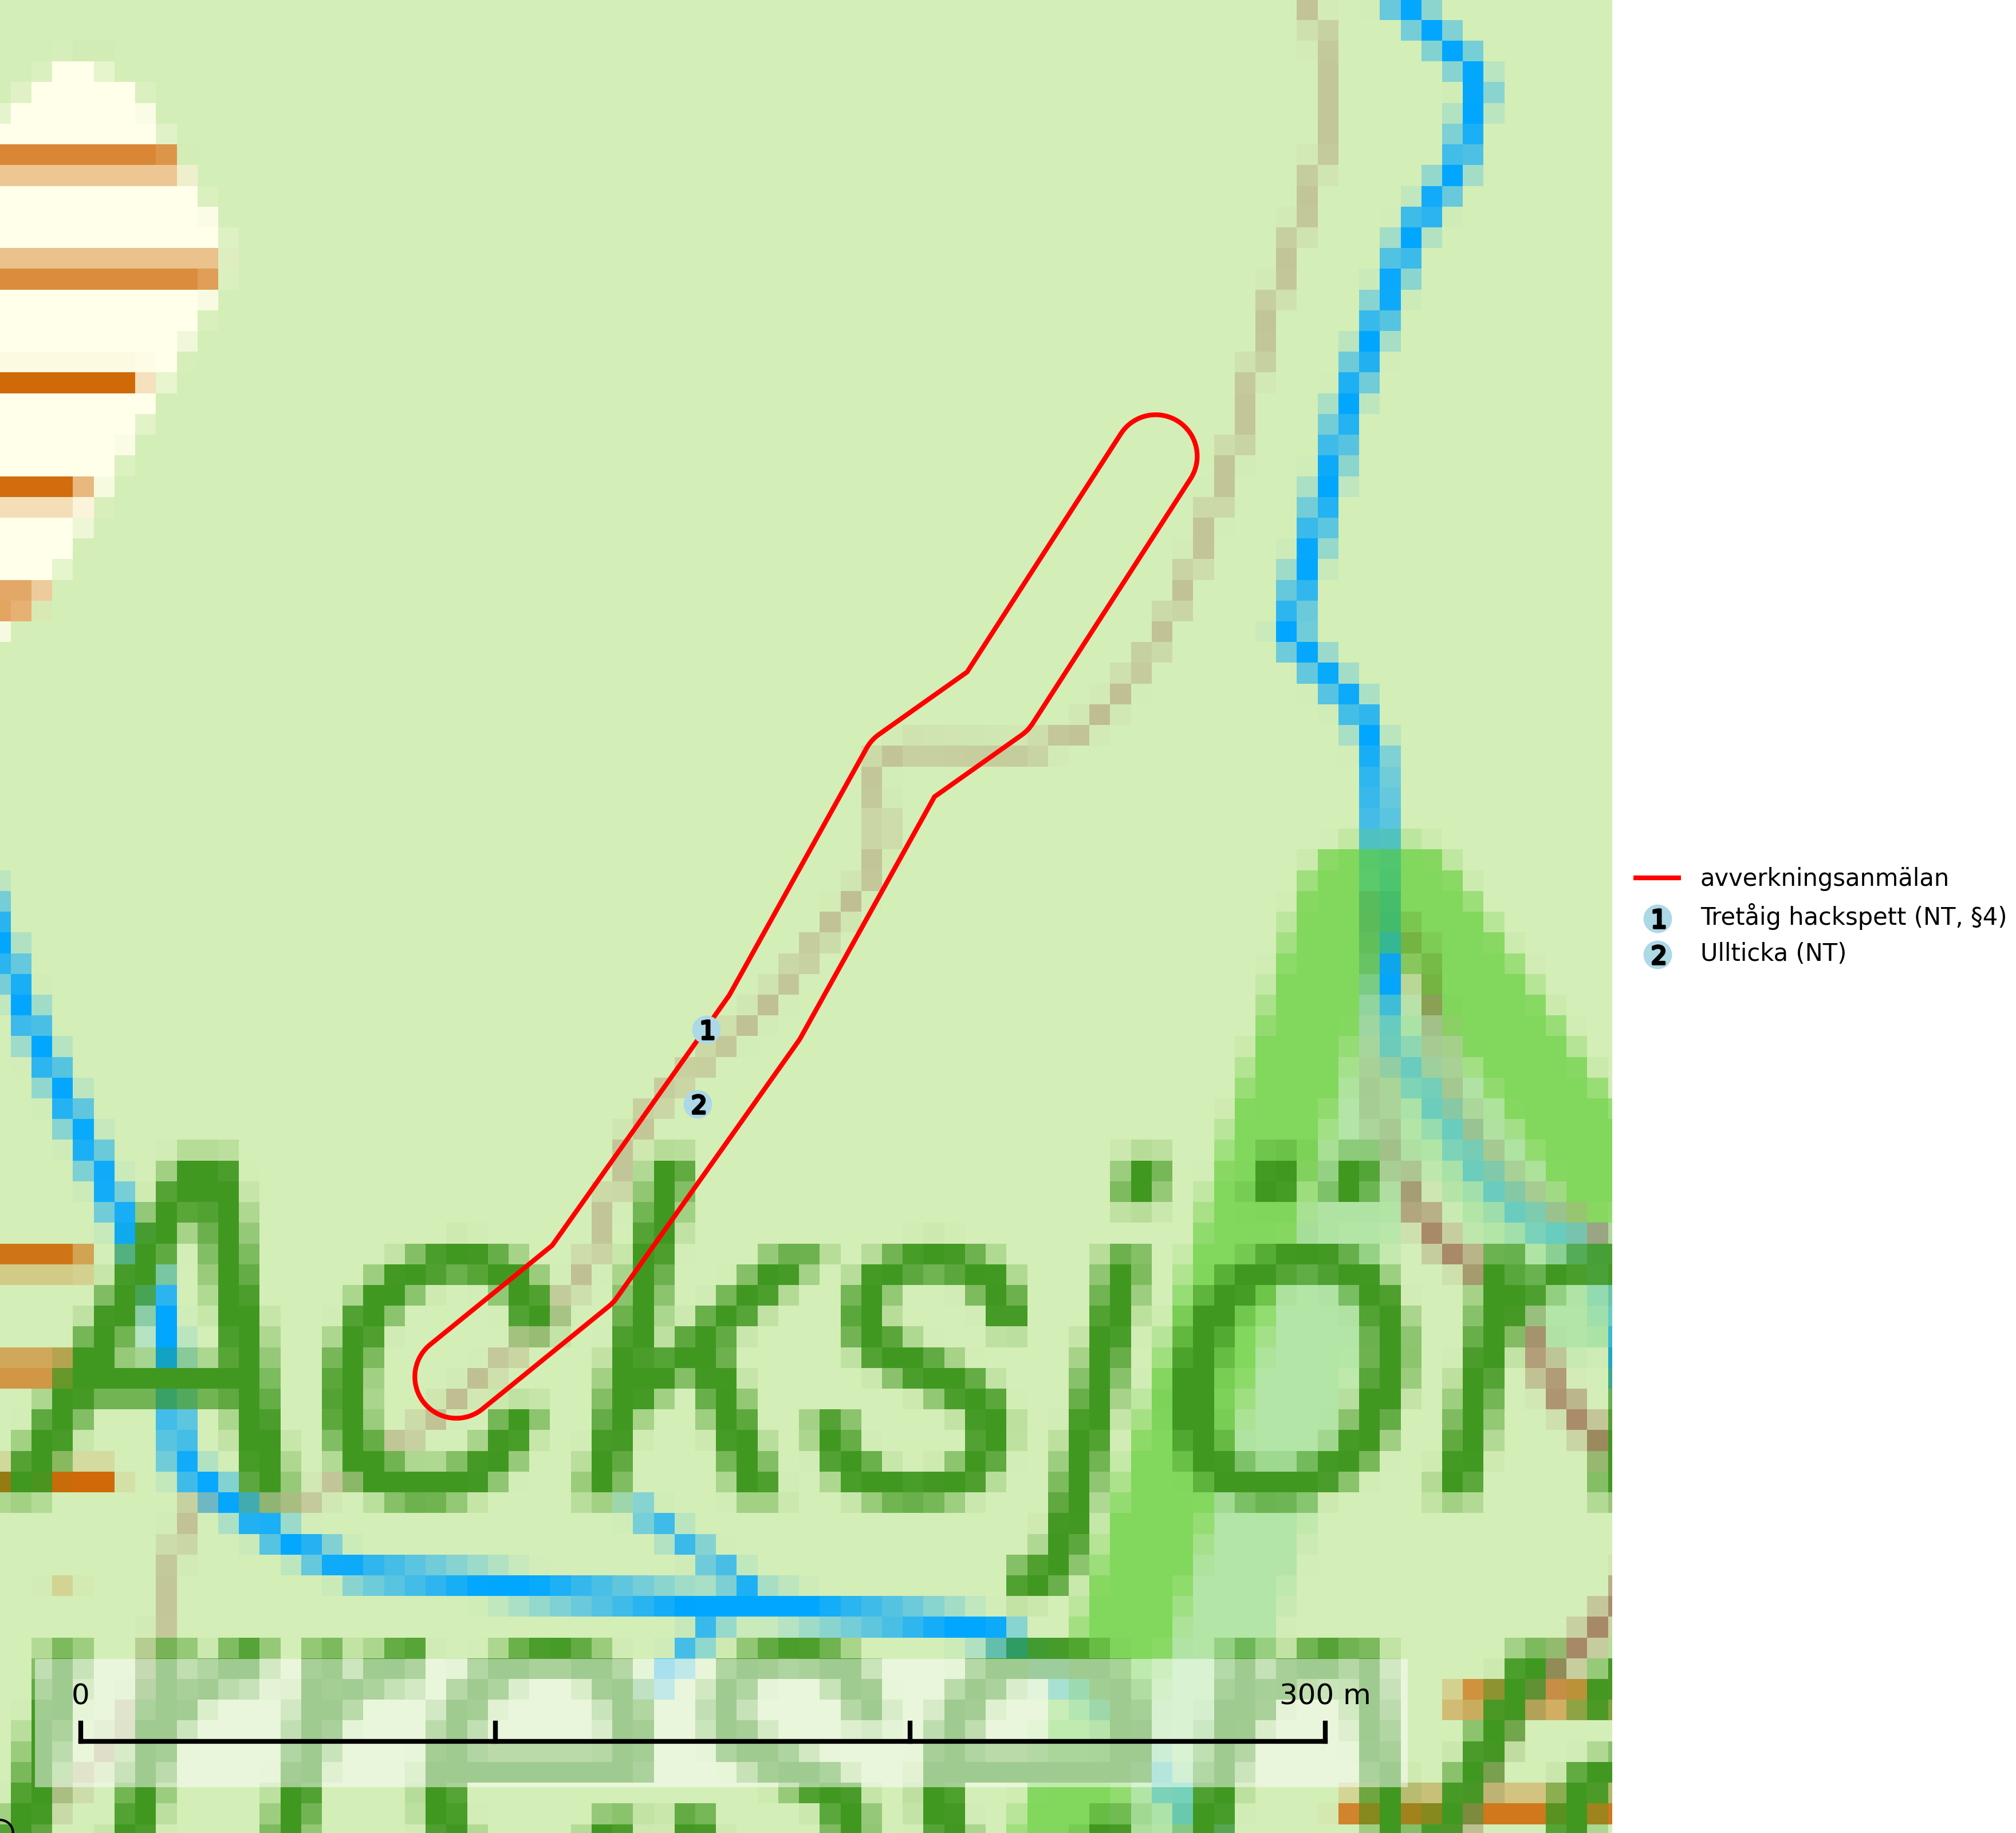 Acksjön
avverkningsanmälan
1 Tretåig hackspett (NT, §4)
2 Ullticka (NT)
1
2
0 300 m